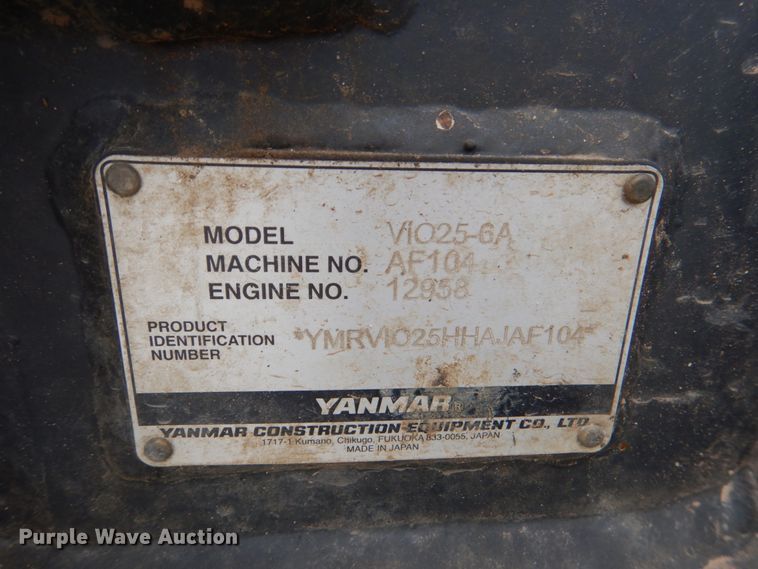 MODEL VIO25-6A
MACHINE NO. AF104
ENGINE NO. 12958
PRODUCT
IDENTIFICATION
NUMBER
*YMRVIO25HHAJAF104*
YANMAR®
YANMAR CONSTRUCTION EQUIPMENT CO., LTD
1717-1 Kumano, Chikugo, FUKUOKA 833-0055, JAPAN
MADE IN JAPAN
Purple Wave Auction